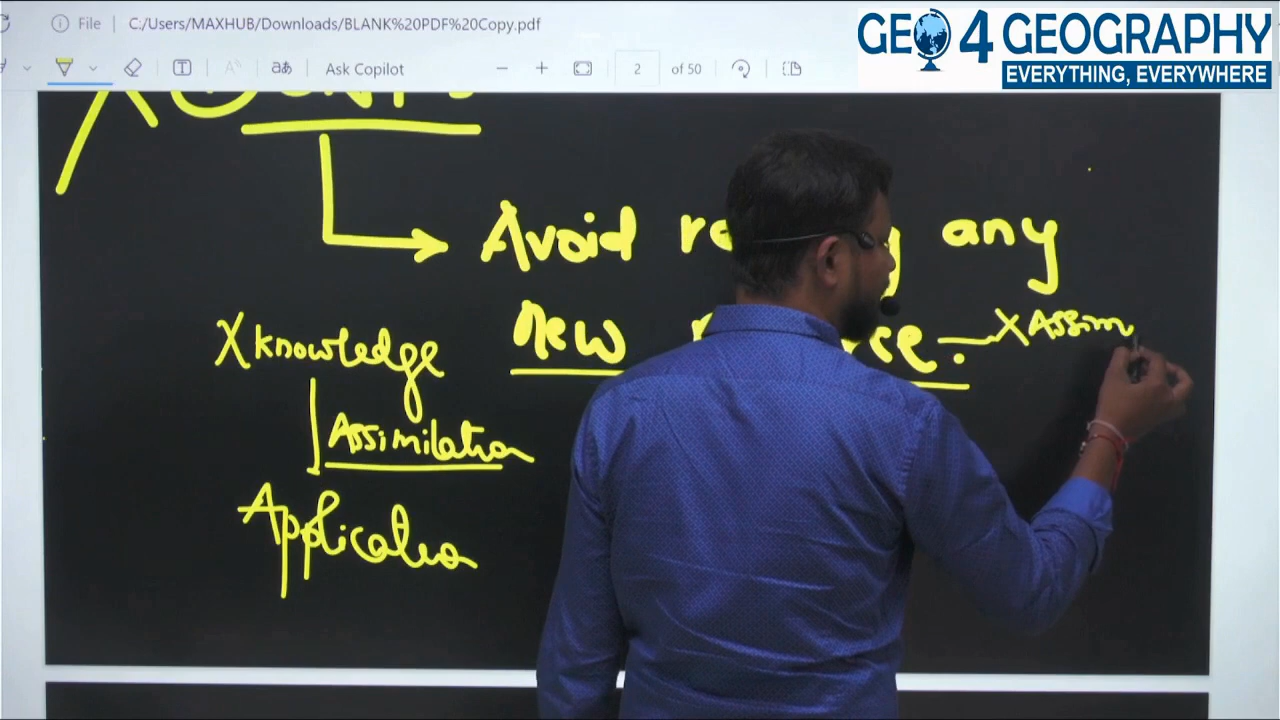 File C:/Users/MAXHUB/Downloads/BLANK%20PDF%20Copy.pdf
Ask Copilot 2 of 50
GEO 4 GEOGRAPHY
EVERYTHING, EVERYWHERE
Avoid any
new
X Assim
X knowledge
Assimilation
Application